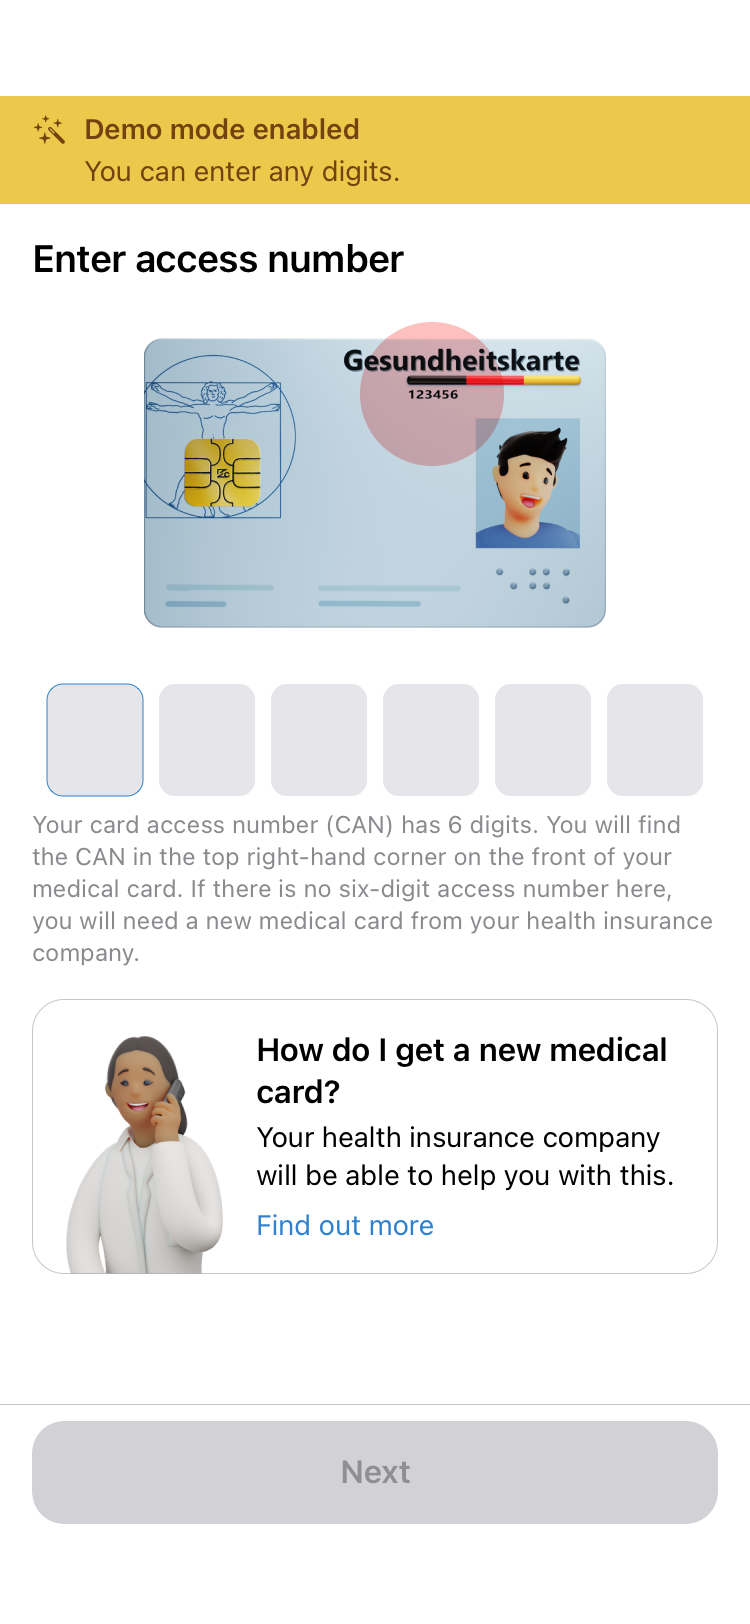 Demo mode enabled
You can enter any digits.
Enter access number
Gesundheitskarte
123456
Your card access number (CAN) has 6 digits. You will find
the CAN in the top right-hand corner on the front of your
medical card. If there is no six-digit access number here,
you will need a new medical card from your health insurance
company.
How do I get a new medical
card?
Your health insurance company
will be able to help you with this.
Find out more
Next